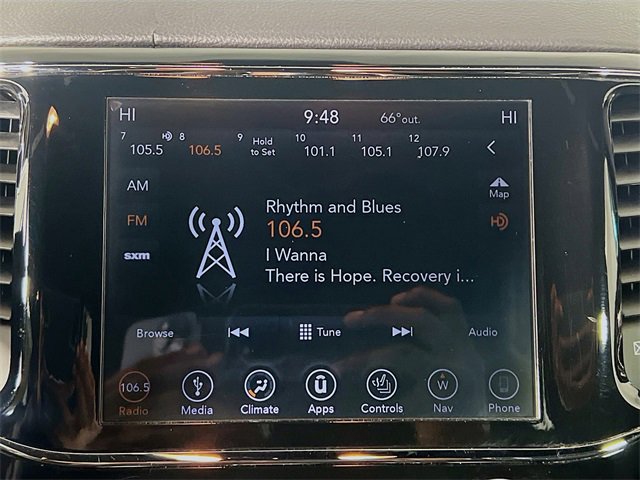 HI 9:48 66° out. HI
7 HD 8 9 10 11 12
105.5 106.5 Hold to Set 101.1 105.1 107.9
AM
Map
FM
HD
sxm
Rhythm and Blues
106.5
I Wanna
There is Hope. Recovery i...
Browse Tune Audio
106.5 W
Radio Media Climate Apps Controls Nav Phone